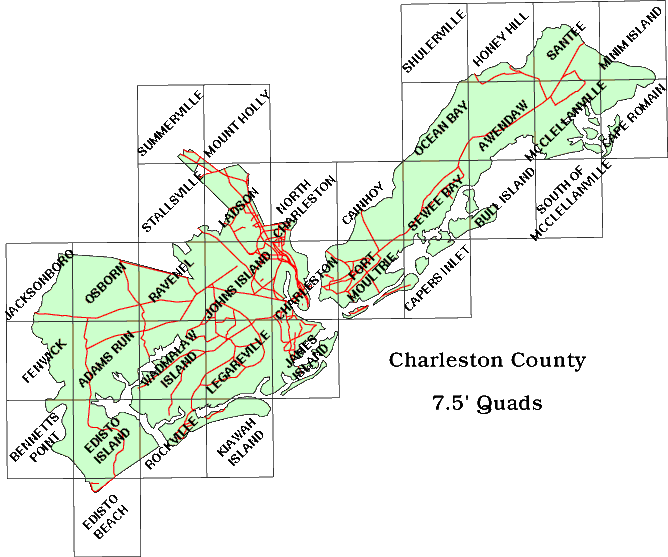 SHULERVILLE
HONEY HILL
SANTEE
MINIM ISLAND
SUMMERVILLE
MOUNT HOLLY
OCEAN BAY
AWENDAW
MCCLELLANVILLE
CAPE ROMAIN
STALLSVILLE
LADSON
NORTH
CHARLESTON
CAINHOY
SEWEE BAY
BULL ISLAND
SOUTH OF
MCCLELLANVILLE
JACKSONBORO
OSBORN
RAVENEL
JOHNS ISLAND
CHARLESTON
FORT
MOULTRIE
CAPERS INLET
FENWICK
ADAMS RUN
WADMALAW
ISLAND
LEGAREVILLE
JAMES
ISLAND
Charleston County
7.5' Quads
BENNETTS
POINT
EDISTO
ISLAND
ROCKVILLE
KIAWAH
ISLAND
EDISTO
BEACH